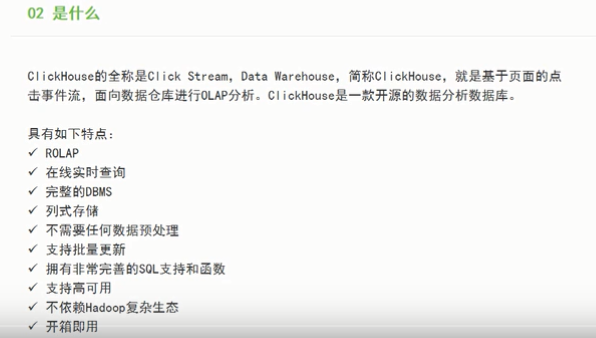 02 是什么
ClickHouse的全称是Click Stream, Data Warehouse, 简称ClickHouse, 就是基于页面的点
击事件流，面向数据仓库进行OLAP分析。ClickHouse是一款开源的数据分析数据库。
具有如下特点：
✓ ROLAP
✓ 在线实时查询
✓ 完整的DBMS
✓ 列式存储
✓ 不需要任何数据预处理
✓ 支持批量更新
✓ 拥有非常完善的SQL支持和函数
✓ 支持高可用
✓ 不依赖Hadoop复杂生态
✓ 开箱即用